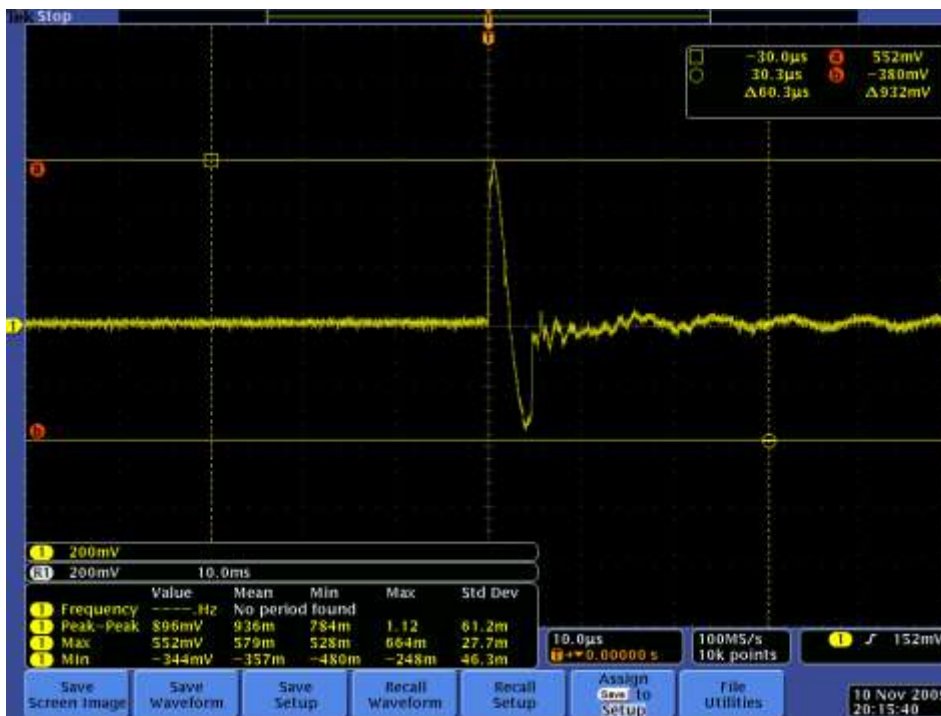 Tek Stop
T
T
-30.0µs a 552mV
30.3µs b -380mV
Δ60.3µs Δ932mV
a
1
b
1 200mV
R1 200mV 10.0ms
Value Mean Min Max Std Dev
1 Frequency ----.Hz No period found
1 Peak-Peak 896mV 936m 784m 1.12 61.2m
1 Max 552mV 579m 528m 664m 27.7m
1 Min -344mV -357m -480m -248m 46.3m
10.0µs
T→▼0.00000 s
100MS/s
10k points
1 152mV
Save Screen Image
Save Waveform
Save Setup
Recall Waveform
Recall Setup
Assign Save to Setup
File Utilities
10 Nov 200
20:15:40